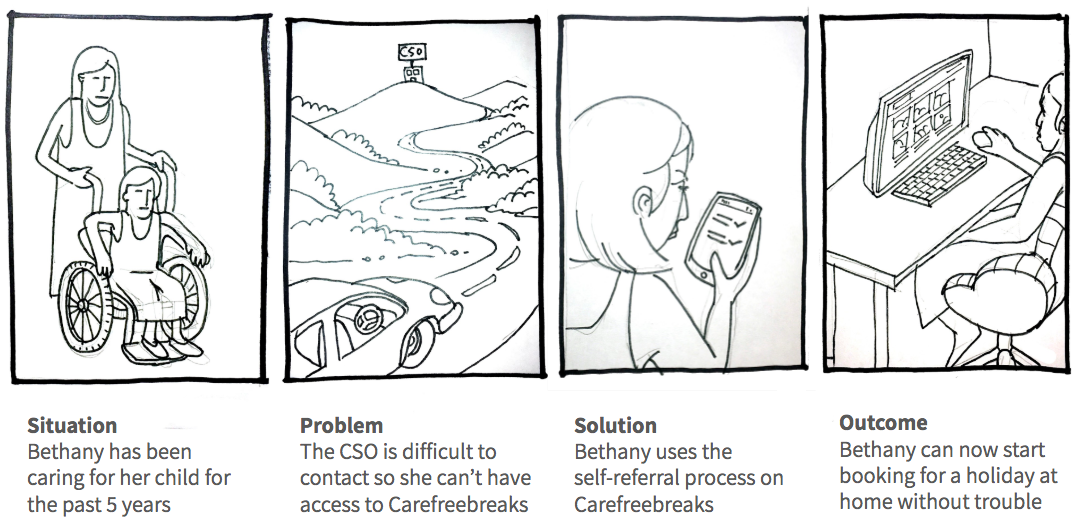 CSO
Situation
Bethany has been
caring for her child for
the past 5 years
Problem
The CSO is difficult to
contact so she can’t have
access to Carefreebreaks
Solution
Bethany uses the
self-referral process on
Carefreebreaks
Outcome
Bethany can now start
booking for a holiday at
home without trouble